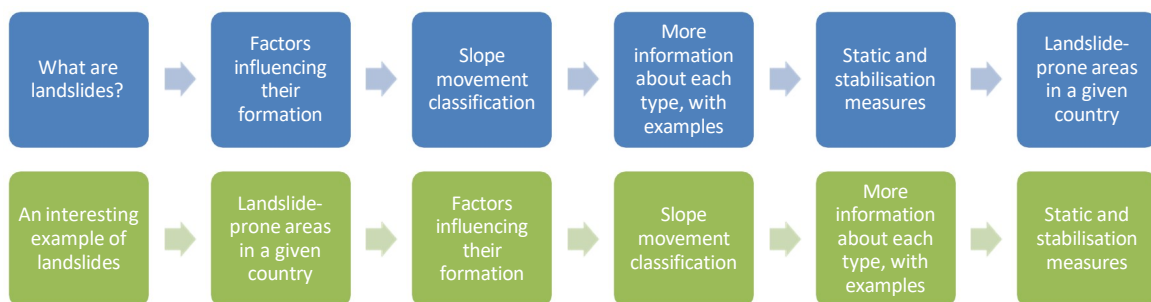 What are
landslides?
Factors
influencing
their
formation
Slope
movement
classification
More
information
about each
type, with
examples
Static and
stabilisation
measures
Landslide-
prone areas
in a given
country
An interesting
example of
landslides
Landslide-
prone areas
in a given
country
Factors
influencing
their
formation
Slope
movement
classification
More
information
about each
type, with
examples
Static and
stabilisation
measures